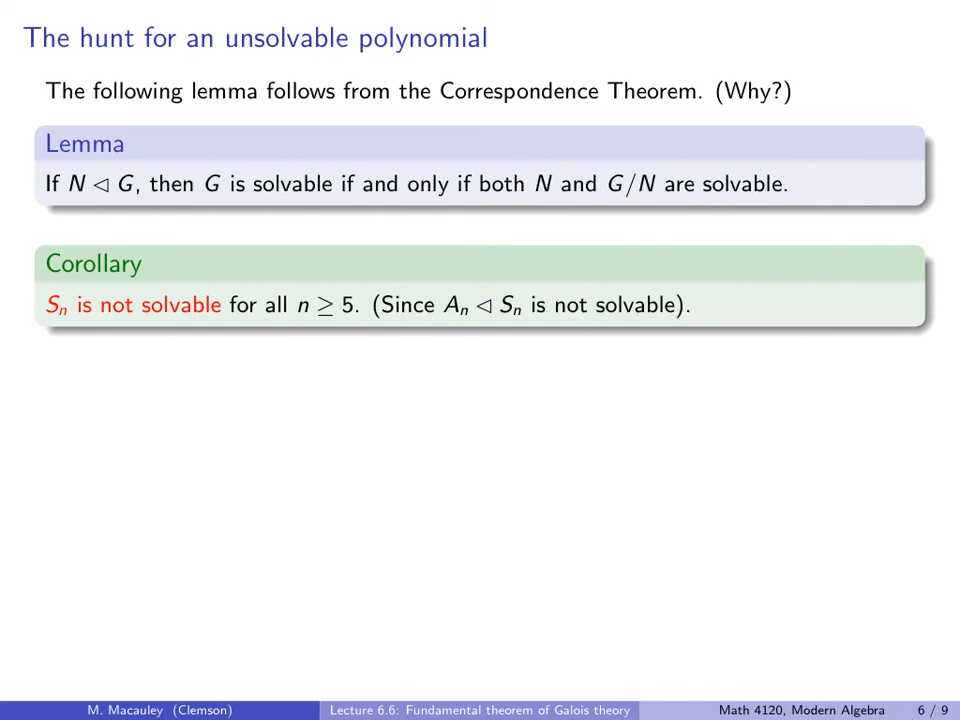 The hunt for an unsolvable polynomial
The following lemma follows from the Correspondence Theorem. (Why?)
Lemma
If N ◁ G, then G is solvable if and only if both N and G/N are solvable.
Corollary
Sₙ is not solvable for all n ≥ 5. (Since Aₙ ◁ Sₙ is not solvable).
M. Macauley (Clemson) Lecture 6.6: Fundamental theorem of Galois theory Math 4120, Modern Algebra 6 / 9